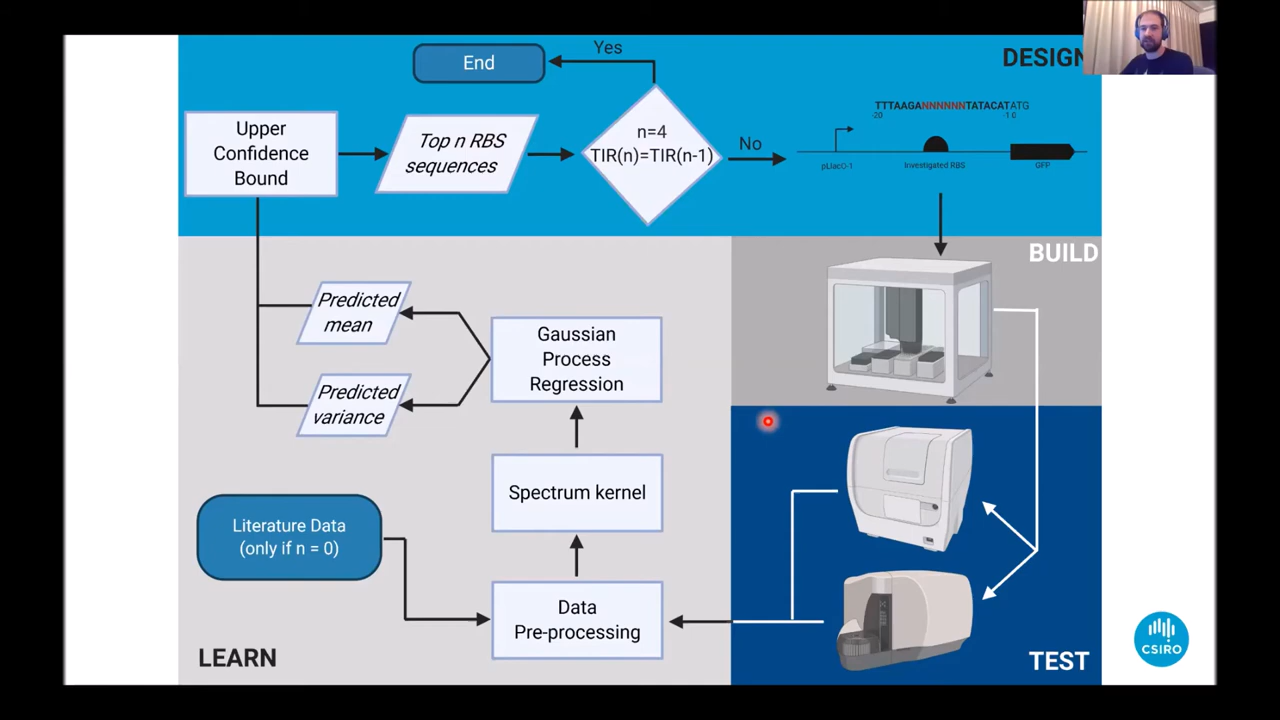 Yes
End
DESIGN
Upper
Confidence
Bound
Top n RBS
sequences
n=4
TIR(n)=TIR(n-1)
No
TTTAAGANNNNNNTATACATATG
-20
-1 0
pLlacO-1
Investigated RBS
GFP
BUILD
Predicted
mean
Gaussian
Process
Regression
Predicted
variance
Spectrum kernel
Literature Data
(only if n = 0)
Data
Pre-processing
LEARN
TEST
CSIRO